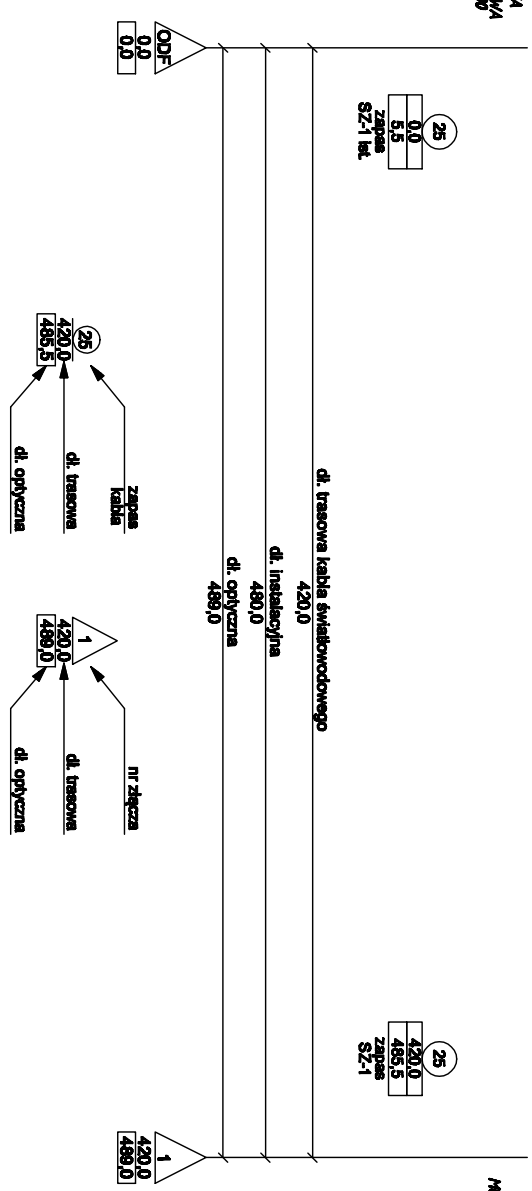 25
0,0
5,5
zapas
SZ-1 ist.
25
420,0
485,5
zapas
SZ-1
dł. trasowa kabla światłowodowego
420,0
dł. instalacyjna
480,0
dł. optyczna
489,0
ODF
0,0
0,0
1
420,0
489,0
25
420,0
485,5
zapas
kabla
dł. trasowa
dł. optyczna
1
420,0
489,0
nr złącza
dł. trasowa
dł. optyczna